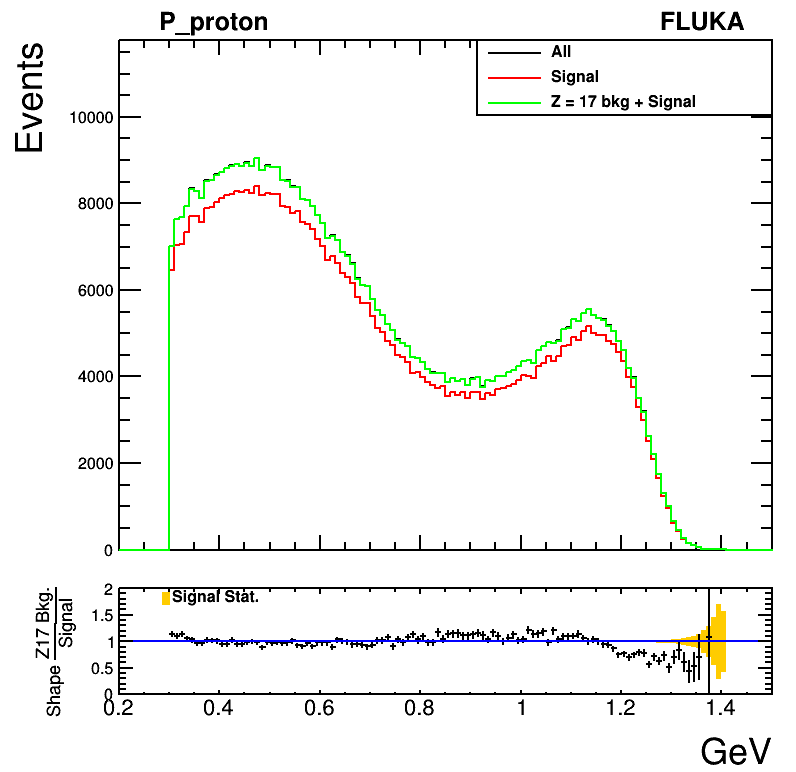 P_proton FLUKA
Events
All
Signal
Z = 17 bkg + Signal
10000
8000
6000
4000
2000
0
Shape Z17 Bkg. Signal
Signal Stat.
2
1.5
1
0.5
0
0.2 0.4 0.6 0.8 1 1.2 1.4
GeV